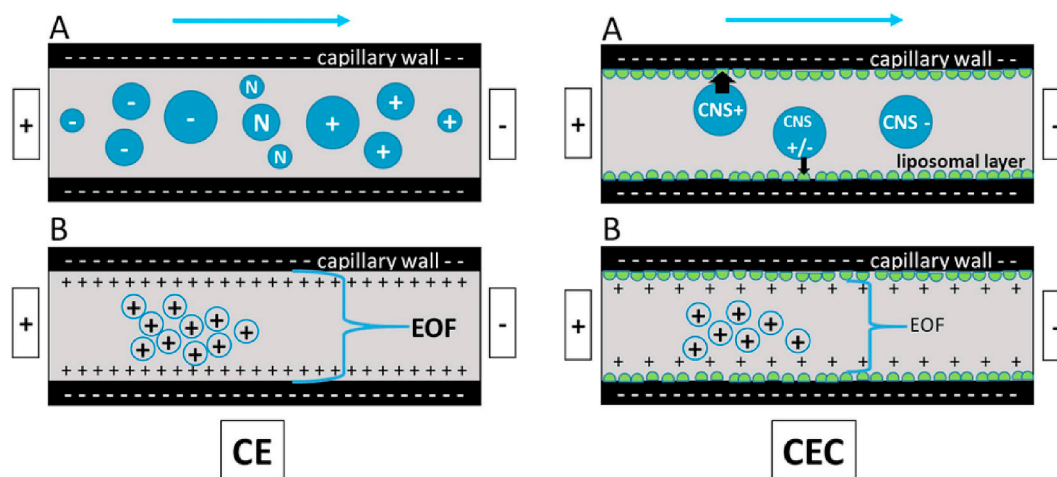 A
- - - - - - - - - - - - - - - - - - - - - capillary wall - -
+ - - - - N N N + + + + -
- - - - - - - - - - - - - - - - - - - - - - - - - - - - - - - - - -
B
- - - - - - - - - - - - - - - - - - - - - capillary wall - -
+ + + + + + + + + + + + + + + + + + + + + + + + + + + + +
+ + + + + + + + + + EOF -
+ + + + + + + + + + + + + + + + + + + + + + + + + + + + +
- - - - - - - - - - - - - - - - - - - - - - - - - - - - - - - - - -
CE
A
- - - - - - - - - - - - - - - - - - - - - capillary wall - -
+ CNS+ CNS CNS - -
+/-
liposomal layer
- - - - - - - - - - - - - - - - - - - - - - - - - - - - - - - - - -
B
- - - - - - - - - - - - - - - - - - - - - capillary wall - -
+ + + + + + + + + + +
+ + + + + + + + EOF -
+ + + + + + + + + + +
- - - - - - - - - - - - - - - - - - - - - - - - - - - - - - - - - -
CEC